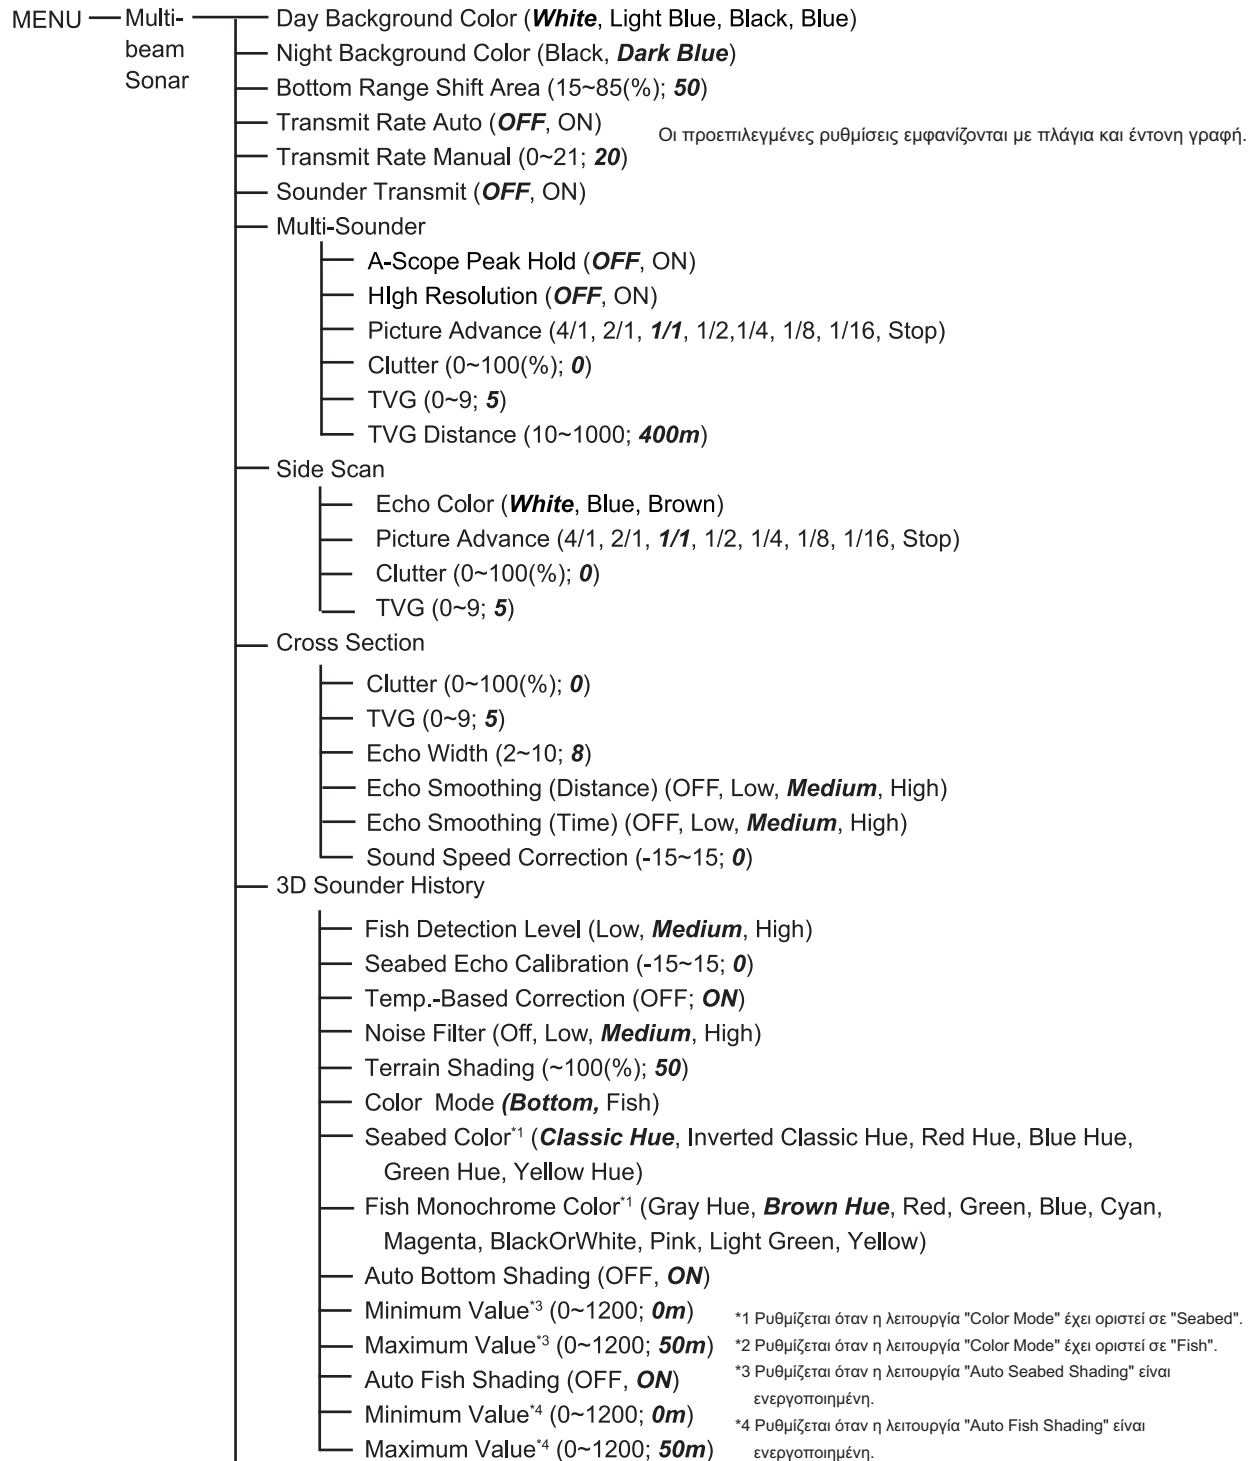 MENU
Multi-
beam
Sonar
Day Background Color (White, Light Blue, Black, Blue)
Night Background Color (Black, Dark Blue)
Bottom Range Shift Area (15~85(%); 50)
Transmit Rate Auto (OFF, ON)
Οι προεπιλεγμένες ρυθμίσεις εμφανίζονται με πλάγια και έντονη γραφή.
Transmit Rate Manual (0~21; 20)
Sounder Transmit (OFF, ON)
Multi-Sounder
A-Scope Peak Hold (OFF, ON)
HIgh Resolution (OFF, ON)
Picture Advance (4/1, 2/1, 1/1, 1/2,1/4, 1/8, 1/16, Stop)
Clutter (0~100(%); 0)
TVG (0~9; 5)
TVG Distance (10~1000; 400m)
Side Scan
Echo Color (White, Blue, Brown)
Picture Advance (4/1, 2/1, 1/1, 1/2, 1/4, 1/8, 1/16, Stop)
Clutter (0~100(%); 0)
TVG (0~9; 5)
Cross Section
Clutter (0~100(%); 0)
TVG (0~9; 5)
Echo Width (2~10; 8)
Echo Smoothing (Distance) (OFF, Low, Medium, High)
Echo Smoothing (Time) (OFF, Low, Medium, High)
Sound Speed Correction (-15~15; 0)
3D Sounder History
Fish Detection Level (Low, Medium, High)
Seabed Echo Calibration (-15~15; 0)
Temp.-Based Correction (OFF; ON)
Noise Filter (Off, Low, Medium, High)
Terrain Shading (~100(%); 50)
Color Mode (Bottom, Fish)
Seabed Color*1 (Classic Hue, Inverted Classic Hue, Red Hue, Blue Hue,
Green Hue, Yellow Hue)
Fish Monochrome Color*1 (Gray Hue, Brown Hue, Red, Green, Blue, Cyan,
Magenta, BlackOrWhite, Pink, Light Green, Yellow)
Auto Bottom Shading (OFF, ON)
Minimum Value*3 (0~1200; 0m)
Maximum Value*3 (0~1200; 50m)
Auto Fish Shading (OFF, ON)
Minimum Value*4 (0~1200; 0m)
Maximum Value*4 (0~1200; 50m)
*1 Ρυθμίζεται όταν η λειτουργία "Color Mode" έχει οριστεί σε "Seabed".
*2 Ρυθμίζεται όταν η λειτουργία "Color Mode" έχει οριστεί σε "Fish".
*3 Ρυθμίζεται όταν η λειτουργία "Auto Seabed Shading" είναι
ενεργοποιημένη.
*4 Ρυθμίζεται όταν η λειτουργία "Auto Fish Shading" είναι
ενεργοποιημένη.